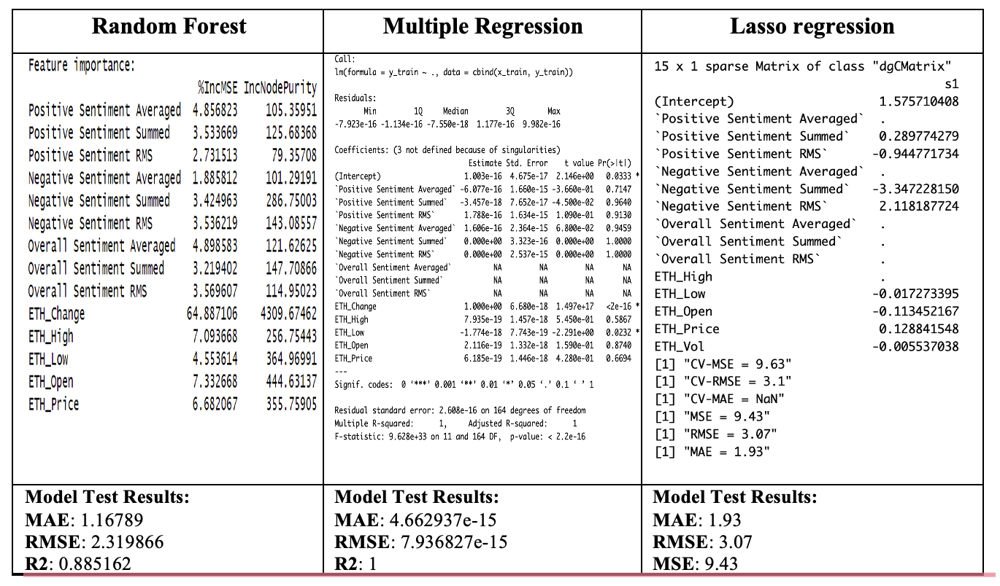 Random Forest
Feature importance:
%IncMSE IncNodePurity
Positive Sentiment Averaged 4.856823 105.35951
Positive Sentiment Summed 3.533669 125.68368
Positive Sentiment RMS 2.731513 79.35708
Negative Sentiment Averaged 1.885812 101.29191
Negative Sentiment Summed 3.424963 286.75003
Negative Sentiment RMS 3.536219 143.08557
Overall Sentiment Averaged 4.898583 121.62625
Overall Sentiment Summed 3.219402 147.70866
Overall Sentiment RMS 3.569607 114.95023
ETH_Change 64.887106 4309.67462
ETH_High 7.093668 256.75443
ETH_Low 4.553614 364.96991
ETH_Open 7.332668 444.63137
ETH_Price 6.682067 355.75905
Model Test Results:
MAE: 1.16789
RMSE: 2.319866
R2: 0.885162
Multiple Regression
Call:
lm(formula = y_train ~ ., data = cbind(x_train, y_train))
Residuals:
Min 1Q Median 3Q Max
-7.923e-16 -1.134e-16 -7.550e-18 1.177e-16 9.982e-16
Coefficients: (3 not defined because of singularities)
Estimate Std. Error t value Pr(>|t|)
(Intercept) 1.003e-16 4.675e-17 2.146e+00 0.0333 *
`Positive Sentiment Averaged` -6.077e-16 1.660e-15 -3.660e-01 0.7147
`Positive Sentiment Summed` -3.457e-18 7.652e-17 -4.500e-02 0.9640
`Positive Sentiment RMS` 1.788e-16 1.634e-15 1.090e-01 0.9130
`Negative Sentiment Averaged` 1.606e-16 2.364e-15 6.800e-02 0.9459
`Negative Sentiment Summed` 0.000e+00 3.323e-16 0.000e+00 1.0000
`Negative Sentiment RMS` 0.000e+00 2.537e-15 0.000e+00 1.0000
`Overall Sentiment Averaged` NA NA NA NA
`Overall Sentiment Summed` NA NA NA NA
`Overall Sentiment RMS` NA NA NA NA
ETH_Change 1.000e+00 6.680e-18 1.497e+17 <2e-16 *
ETH_High 7.935e-19 1.457e-18 5.450e-01 0.5867
ETH_Low -1.774e-18 7.743e-19 -2.291e+00 0.0232 *
ETH_Open 2.116e-19 1.332e-18 1.590e-01 0.8740
ETH_Price 6.185e-19 1.446e-18 4.280e-01 0.6694
---
Signif. codes: 0 ‘***’ 0.001 ‘**’ 0.01 ‘*’ 0.05 ‘.’ 0.1 ‘ ’ 1
Residual standard error: 2.608e-16 on 164 degrees of freedom
Multiple R-squared: 1, Adjusted R-squared: 1
F-statistic: 9.628e+33 on 11 and 164 DF, p-value: < 2.2e-16
Model Test Results:
MAE: 4.662937e-15
RMSE: 7.936827e-15
R2: 1
Lasso regression
15 x 1 sparse Matrix of class "dgCMatrix"
s1
(Intercept) 1.575710408
`Positive Sentiment Averaged` .
`Positive Sentiment Summed` 0.289774279
`Positive Sentiment RMS` -0.944771734
`Negative Sentiment Averaged` .
`Negative Sentiment Summed` -3.347228150
`Negative Sentiment RMS` 2.118187724
`Overall Sentiment Averaged` .
`Overall Sentiment Summed` .
`Overall Sentiment RMS` .
ETH_High .
ETH_Low -0.017273395
ETH_Open -0.113452167
ETH_Price 0.128841548
ETH_Vol -0.005537038
[1] "CV-MSE = 9.63"
[1] "CV-RMSE = 3.1"
[1] "CV-MAE = NaN"
[1] "MSE = 9.43"
[1] "RMSE = 3.07"
[1] "MAE = 1.93"
Model Test Results:
MAE: 1.93
RMSE: 3.07
MSE: 9.43